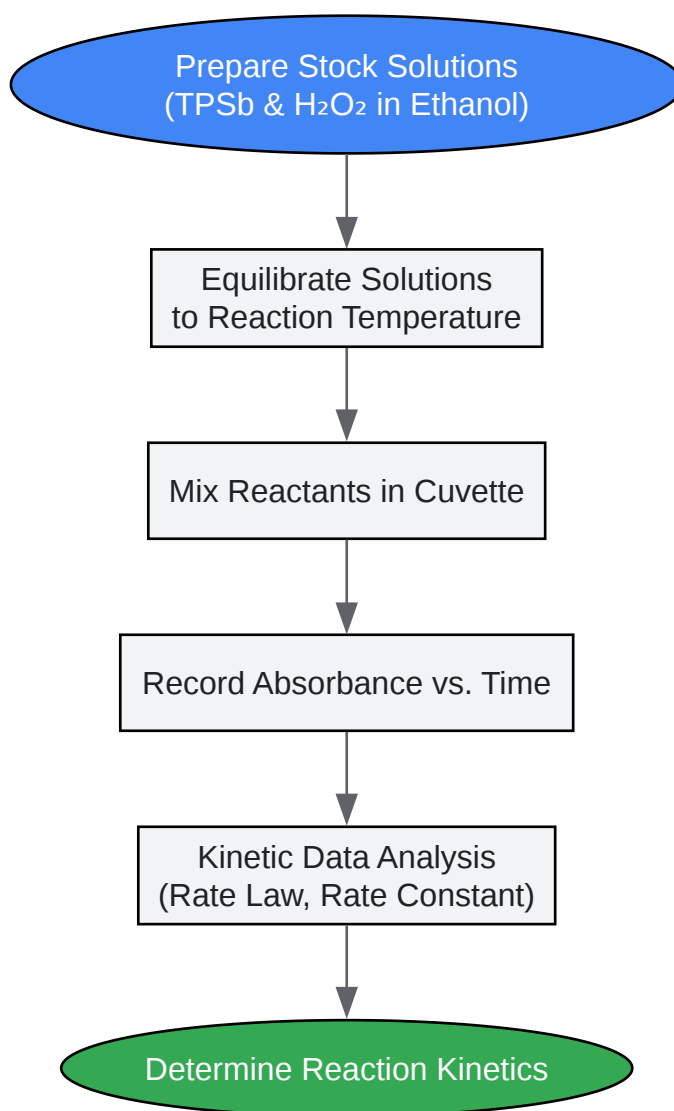 Prepare Stock Solutions
(TPSb & H₂O₂ in Ethanol)
Equilibrate Solutions
to Reaction Temperature
Mix Reactants in Cuvette
Record Absorbance vs. Time
Kinetic Data Analysis
(Rate Law, Rate Constant)
Determine Reaction Kinetics